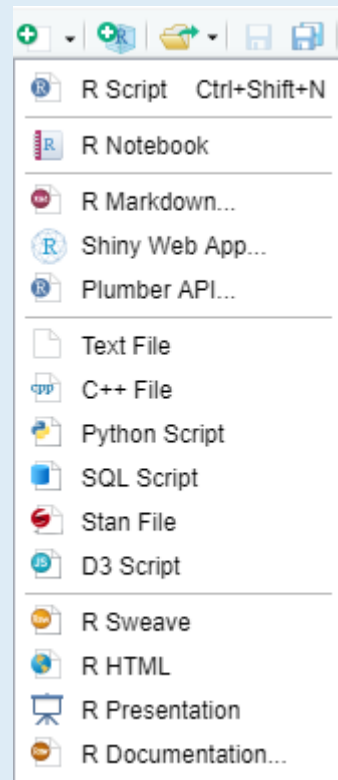 R Script Ctrl+Shift+N
R Notebook
R Markdown...
Shiny Web App...
Plumber API...
Text File
C++ File
Python Script
SQL Script
Stan File
D3 Script
R Sweave
R HTML
R Presentation
R Documentation...